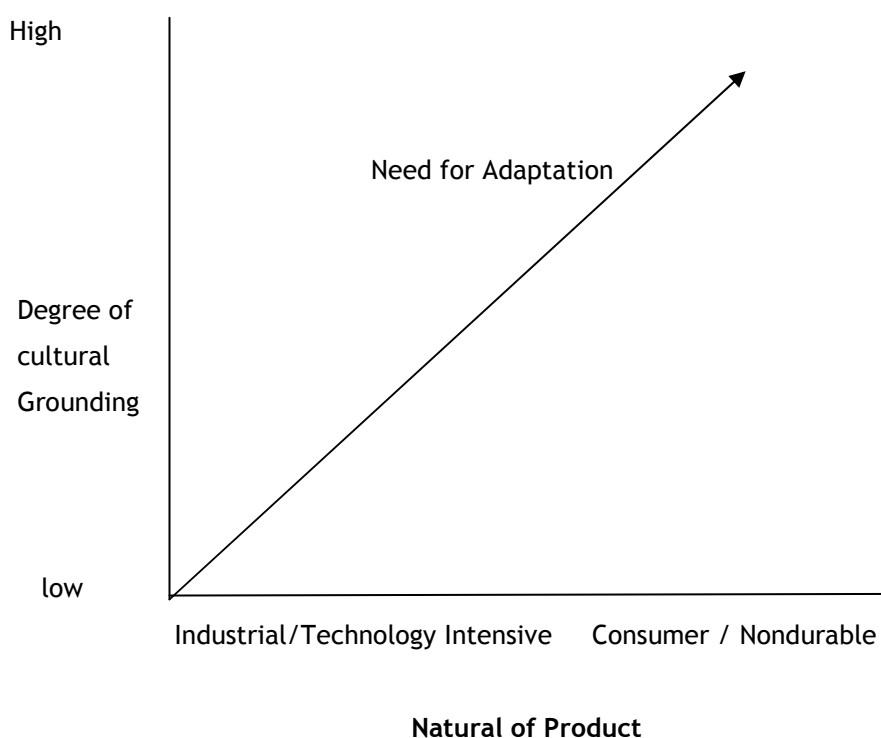 High
Need for Adaptation
Degree of
cultural
Grounding
low
Industrial/Technology Intensive
Consumer / Nondurable
Natural of Product